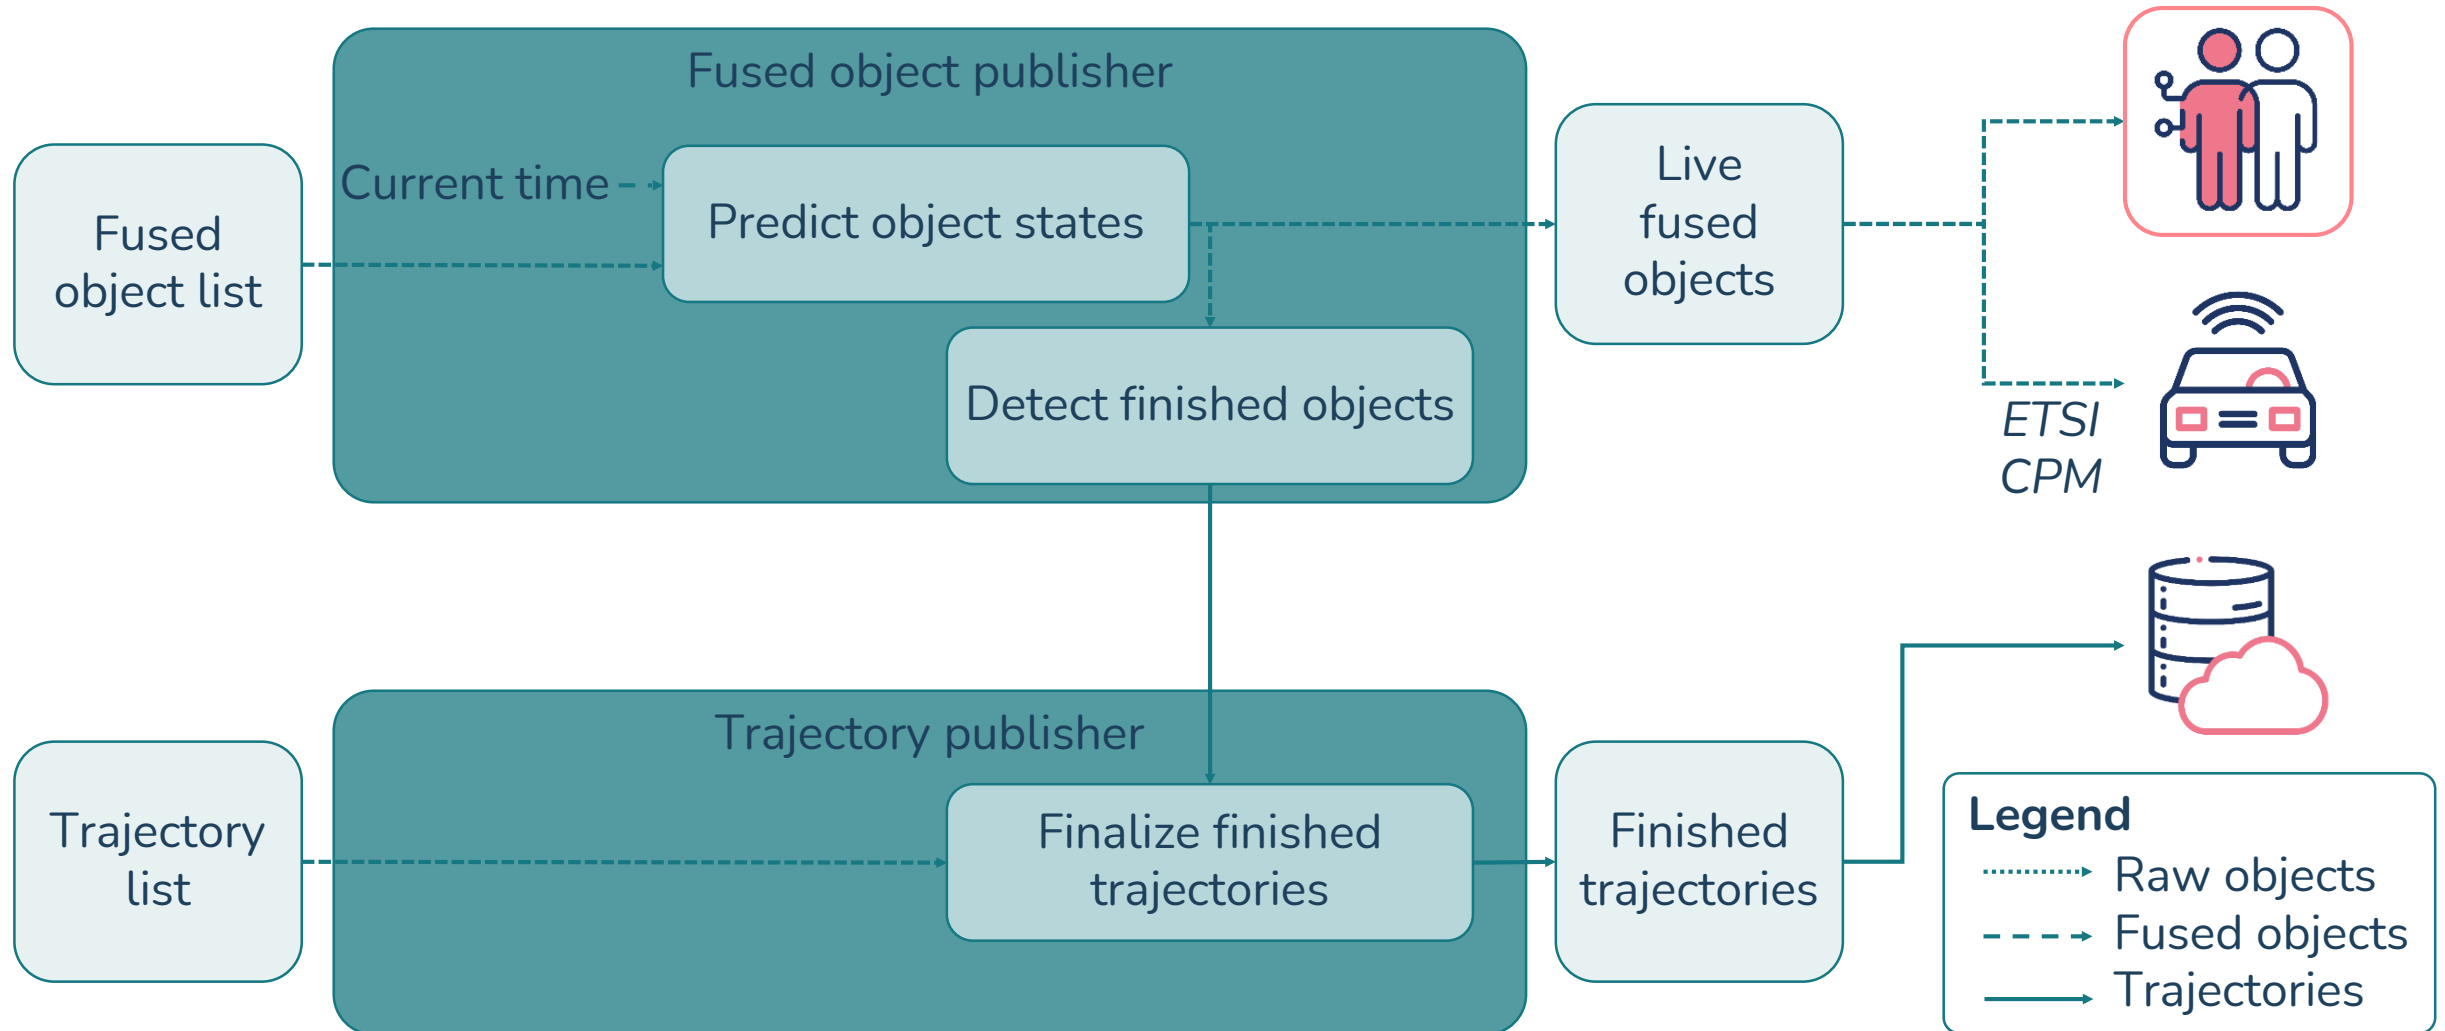 Fused object publisher
Fused
object list
Current time
Predict object states
Detect finished objects
Live
fused
objects
ETSI
CPM
Trajectory publisher
Trajectory
list
Finalize finished
trajectories
Finished
trajectories
Legend
Raw objects
Fused objects
Trajectories